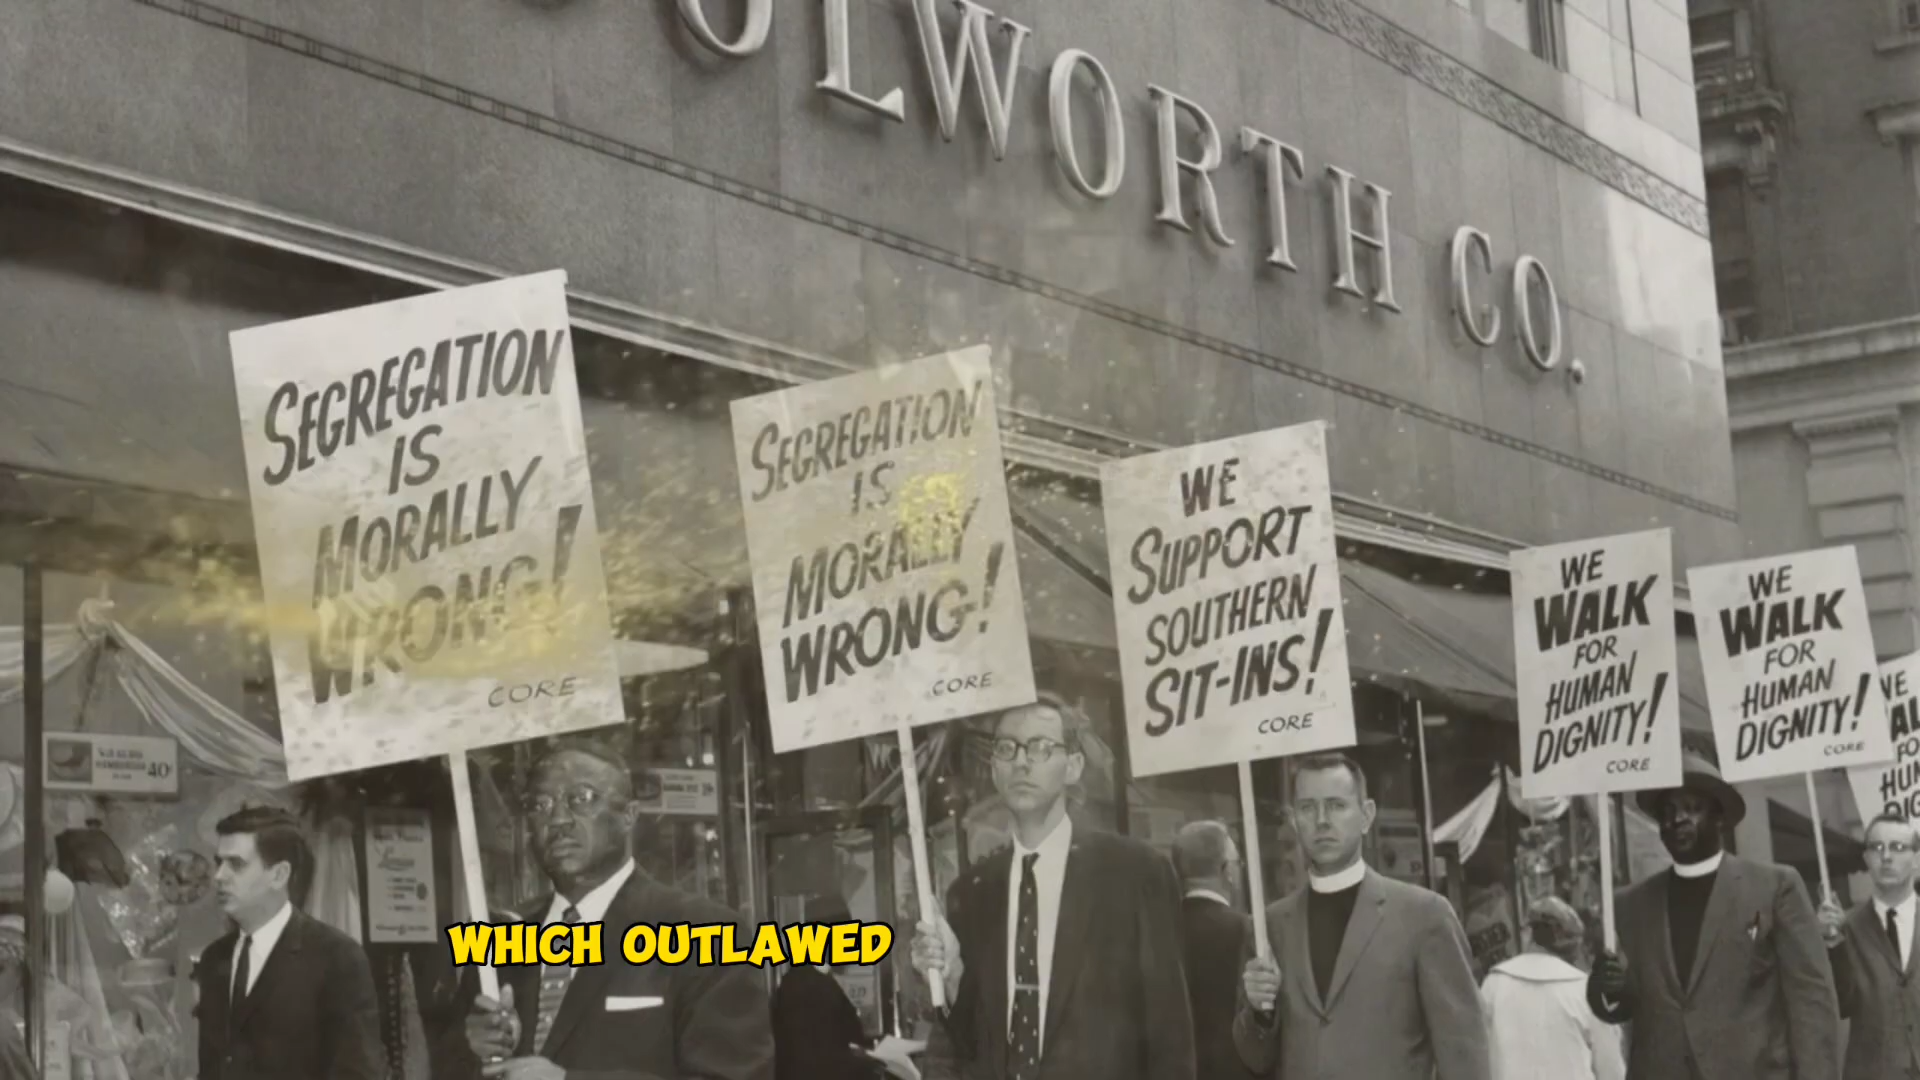 OLWORTH CO.
SEGREGATION
IS
MORALLY
WRONG!
CORE
SEGREGATION
IS
MORALLY
WRONG!
CORE
WE
SUPPORT
SOUTHERN
SIT-INS!
CORE
WE
WALK
FOR
HUMAN
DIGNITY!
CORE
WE
WALK
FOR
HUMAN
DIGNITY!
CORE
40¢
WHICH OUTLAWED